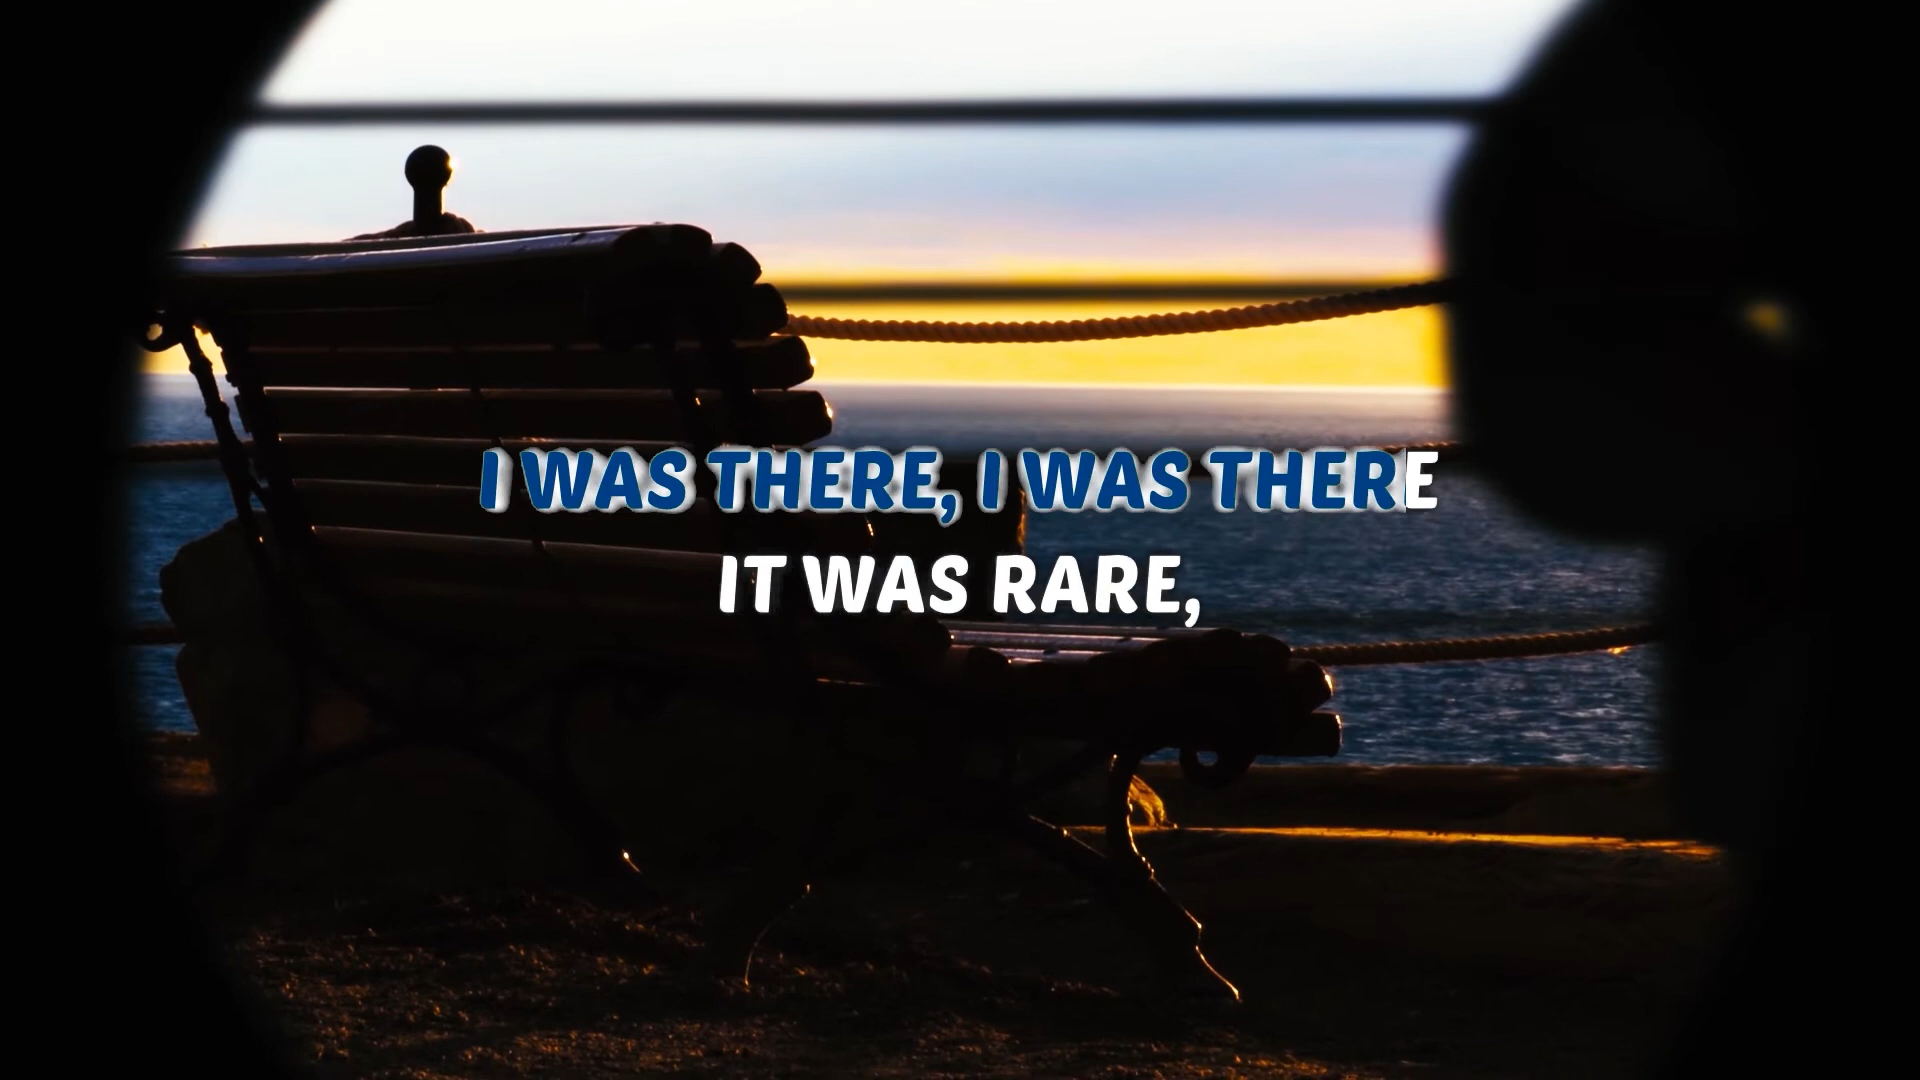 I WAS THERE, I WAS THERE
IT WAS RARE,